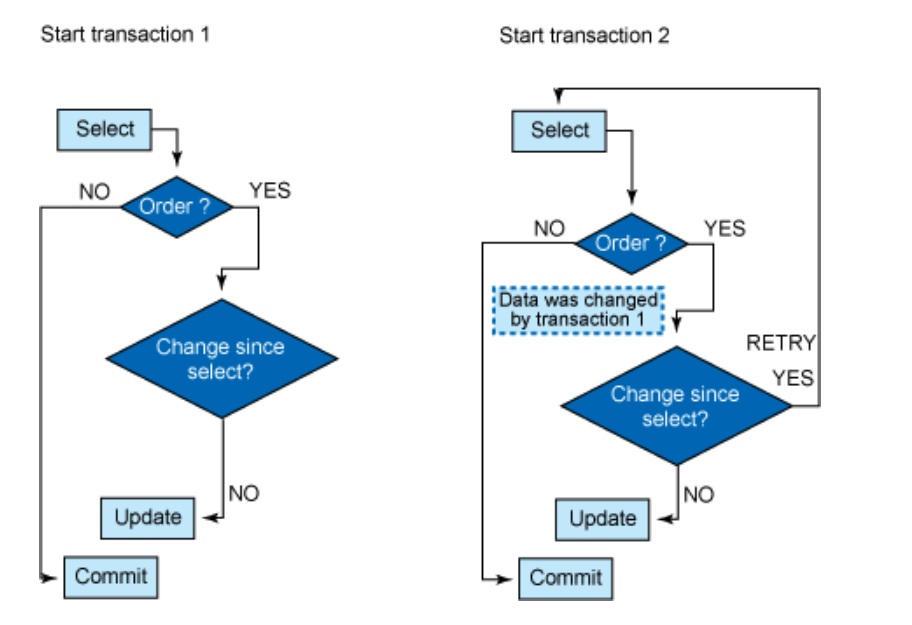 Start transaction 1
Select
NO
YES
Order ?
Change since
select?
NO
Update
Commit
Start transaction 2
Select
NO
YES
Order ?
Data was changed
by transaction 1
RETRY
YES
Change since
select?
NO
Update
Commit